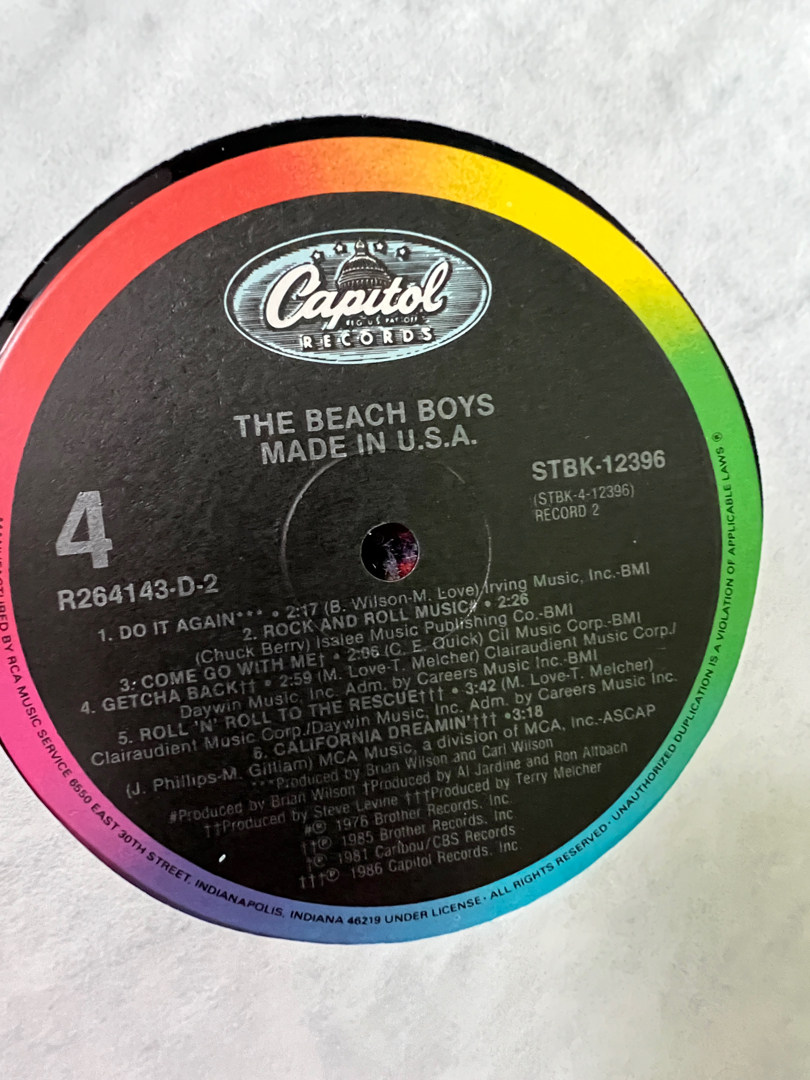 Capitol
REG. U.S. PAT. OFF.
RECORDS
THE BEACH BOYS
MADE IN U.S.A.
STBK-12396
(STBK-4-12396)
RECORD 2
4
R264143-D-2
1. DO IT AGAIN*** • 2:17 (B. Wilson-M. Love) Irving Music, Inc.-BMI
2. ROCK AND ROLL MUSIC# • 2:26
(Chuck Berry) Isalee Music Publishing Co.-BMI
3. COME GO WITH ME† • 2:06 (C. E. Quick) Gil Music Corp.-BMI
4. GETCHA BACK†† • 2:59 (M. Love-T. Melcher) Clairaudient Music Corp./
Daywin Music, Inc. Adm. by Careers Music Inc.-BMI
5. ROLL 'N' ROLL TO THE RESCUE††† • 3:42 (M. Love-T. Melcher)
Clairaudient Music Corp./Daywin Music, Inc. Adm. by Careers Music Inc.
6. CALIFORNIA DREAMIN'††† •3:18
(J. Phillips-M. Gilliam) MCA Music, a division of MCA, Inc.-ASCAP
***Produced by Brian Wilson and Carl Wilson
#Produced by Brian Wilson †Produced by Al Jardine and Ron Altbach
††Produced by Steve Levine †††Produced by Terry Melcher
#℗ 1976 Brother Records, Inc.
††℗ 1985 Brother Records, Inc.
†℗ 1981 Caribou/CBS Records
†††℗ 1986 Capitol Records, Inc.
MANUFACTURED BY RCA MUSIC SERVICE 6550 EAST 30TH STREET, INDIANAPOLIS, INDIANA 46219 UNDER LICENSE • ALL RIGHTS RESERVED • UNAUTHORIZED DUPLICATION IS A VIOLATION OF APPLICABLE LAWS ®